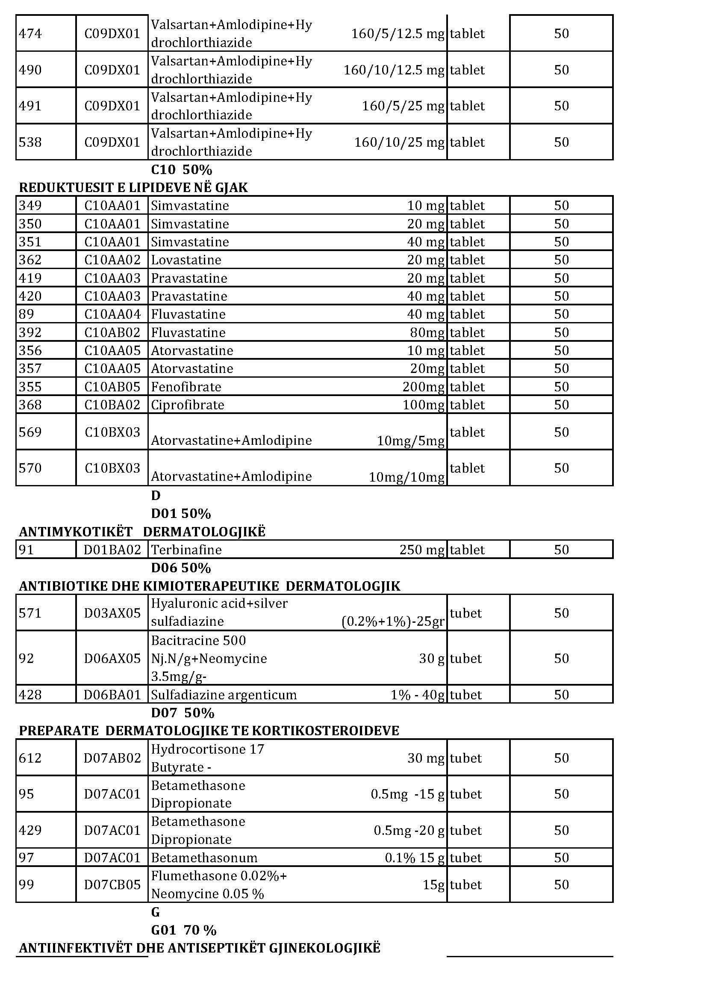 474 C09DX01 Valsartan+Amlodipine+Hy
drochlorthiazide 160/5/12.5 mg tablet 50
490 C09DX01 Valsartan+Amlodipine+Hy
drochlorthiazide 160/10/12.5 mg tablet 50
491 C09DX01 Valsartan+Amlodipine+Hy
drochlorthiazide 160/5/25 mg tablet 50
538 C09DX01 Valsartan+Amlodipine+Hy
drochlorthiazide 160/10/25 mg tablet 50
C10 50%
REDUKTUESIT E LIPIDEVE NË GJAK
349 C10AA01 Simvastatine 10 mg tablet 50
350 C10AA01 Simvastatine 20 mg tablet 50
351 C10AA01 Simvastatine 40 mg tablet 50
362 C10AA02 Lovastatine 20 mg tablet 50
419 C10AA03 Pravastatine 20 mg tablet 50
420 C10AA03 Pravastatine 40 mg tablet 50
89 C10AA04 Fluvastatine 40 mg tablet 50
392 C10AB02 Fluvastatine 80mg tablet 50
356 C10AA05 Atorvastatine 10 mg tablet 50
357 C10AA05 Atorvastatine 20mg tablet 50
355 C10AB05 Fenofibrate 200mg tablet 50
368 C10BA02 Ciprofibrate 100mg tablet 50
569 C10BX03 Atorvastatine+Amlodipine 10mg/5mg tablet 50
570 C10BX03 Atorvastatine+Amlodipine 10mg/10mg tablet 50
D
D01 50%
ANTIMYKOTIKËT DERMATOLOGJIKË
91 D01BA02 Terbinafine 250 mg tablet 50
D06 50%
ANTIBIOTIKE DHE KIMIOTERAPEUTIKE DERMATOLOGJIK
571 D03AX05 Hyaluronic acid+silver
sulfadiazine (0.2%+1%)-25gr tubet 50
92 D06AX05 Bacitracine 500
Nj.N/g+Neomycine 30 g tubet 50
3.5mg/g-
428 D06BA01 Sulfadiazine argenticum 1% - 40g tubet 50
D07 50%
PREPARATE DERMATOLOGJIKE TE KORTIKOSTEROIDEVE
612 D07AB02 Hydrocortisone 17
Butyrate - 30 mg tubet 50
95 D07AC01 Betamethasone
Dipropionate 0.5mg -15 g tubet 50
429 D07AC01 Betamethasone
Dipropionate 0.5mg -20 g tubet 50
97 D07AC01 Betamethasonum 0.1% 15 g tubet 50
99 D07CB05 Flumethasone 0.02%+
Neomycine 0.05 % 15g tubet 50
G
G01 70 %
ANTIINFEKTIVËT DHE ANTISEPTIKËT GJINEKOLOGJIKË